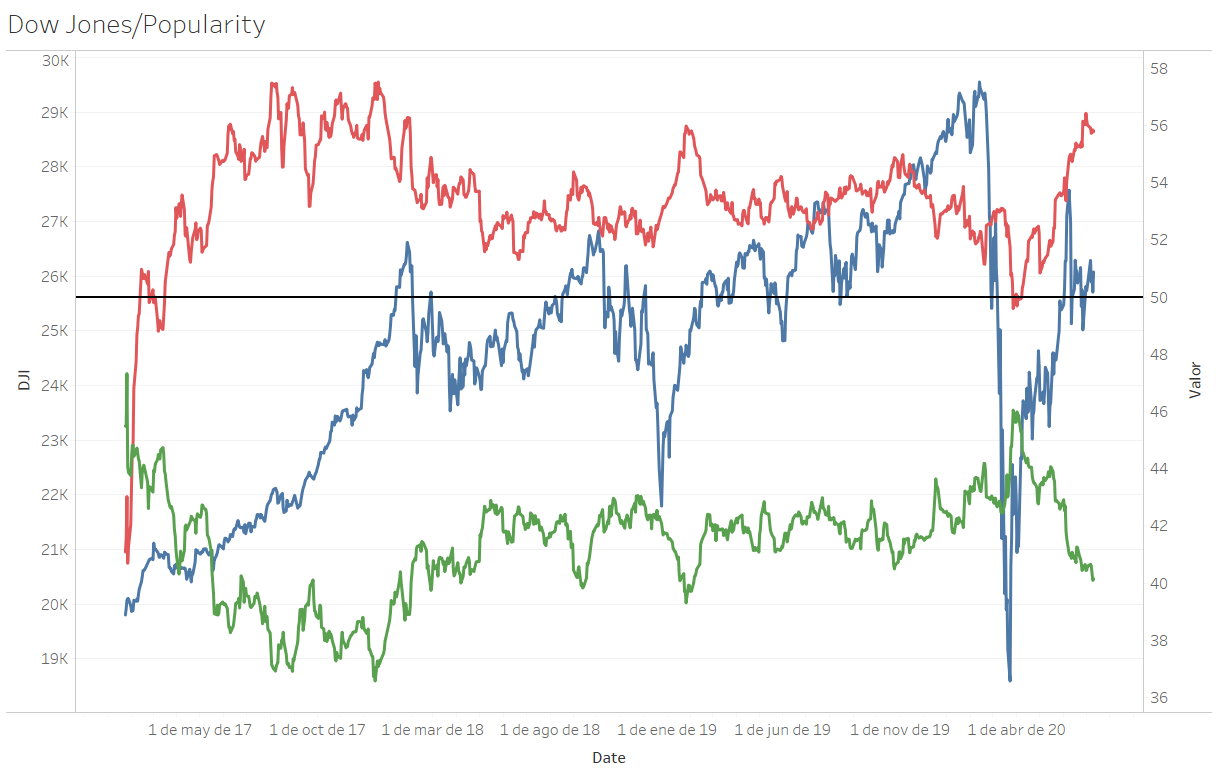 Dow Jones/Popularity
30K
29K
28K
27K
26K
25K
24K
23K
22K
21K
20K
19K
DJI
58
56
54
52
50
48
46
44
42
40
38
36
Valor
1 de may de 17
1 de oct de 17
1 de mar de 18
1 de ago de 18
1 de ene de 19
1 de jun de 19
1 de nov de 19
1 de abr de 20
Date